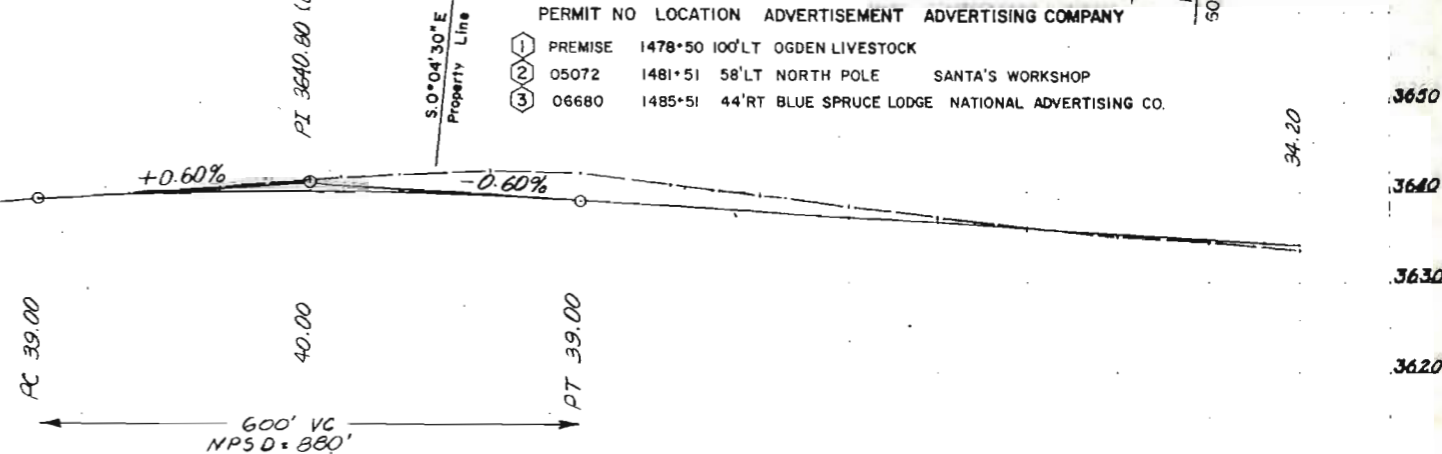 PERMIT NO LOCATION ADVERTISEMENT ADVERTISING COMPANY
1 PREMISE 1478+50 100'LT OGDEN LIVESTOCK
2 05072 1481+51 58'LT NORTH POLE SANTA'S WORKSHOP
3 06680 1485+51 44'RT BLUE SPRUCE LODGE NATIONAL ADVERTISING CO.
PI 3640.80
S.0°04'30"E
Property Line
3650
34.20
+0.60%
-0.60%
3640
3630
PC 39.00
40.00
PT 39.00
3620
600' VC
NPSD = 880'